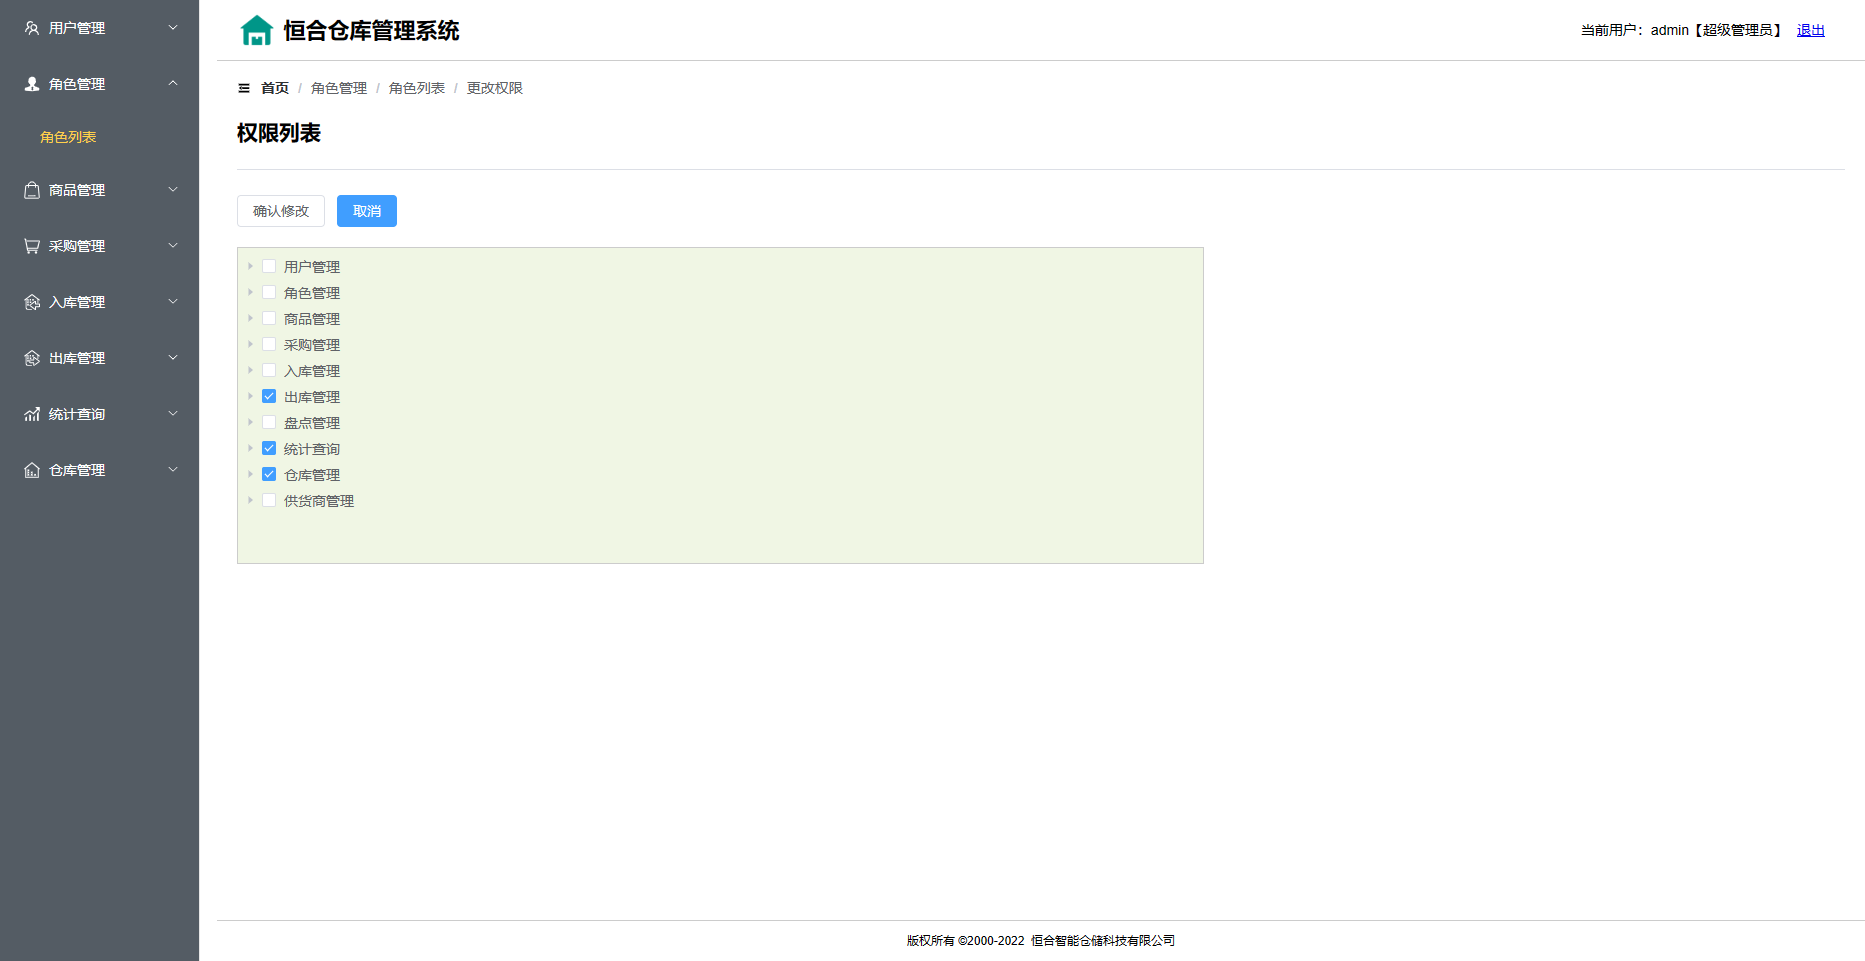 用户管理
角色管理
角色列表
商品管理
采购管理
入库管理
出库管理
统计查询
仓库管理
恒合仓库管理系统
当前用户：admin【超级管理员】 退出
首页 / 角色管理 / 角色列表 / 更改权限
权限列表
确认修改 取消
用户管理
角色管理
商品管理
采购管理
入库管理
出库管理
盘点管理
统计查询
仓库管理
供货商管理
版权所有 ©2000-2022 恒合智能仓储科技有限公司